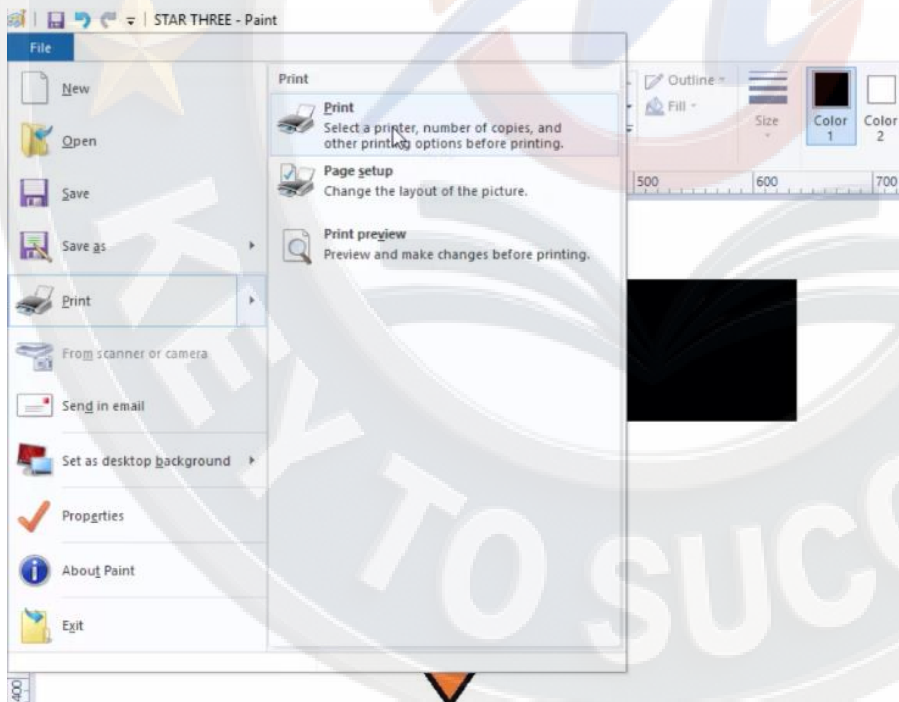 STAR THREE - Paint
File
New
Open
Save
Save as
Print
From scanner or camera
Send in email
Set as desktop background
Properties
About Paint
Exit
Print
Print
Select a printer, number of copies, and
other printing options before printing.
Page setup
Change the layout of the picture.
Print preview
Preview and make changes before printing.
Outline
Fill
Size
Color
1
Color
2
500
600
700
400
KEY TO SUCC